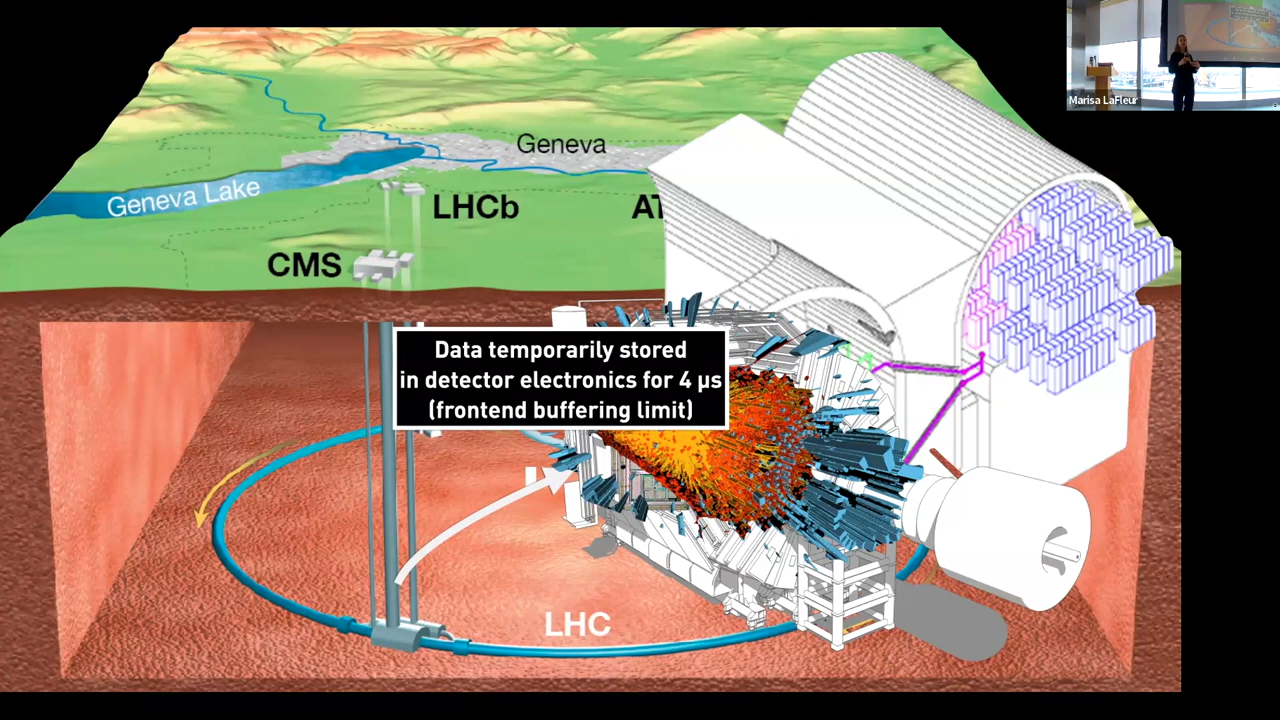 Marisa LaFleur
Geneva
Geneva Lake
LHCb
AT
CMS
Data temporarily stored
in detector electronics for 4 µs
(frontend buffering limit)
LHC